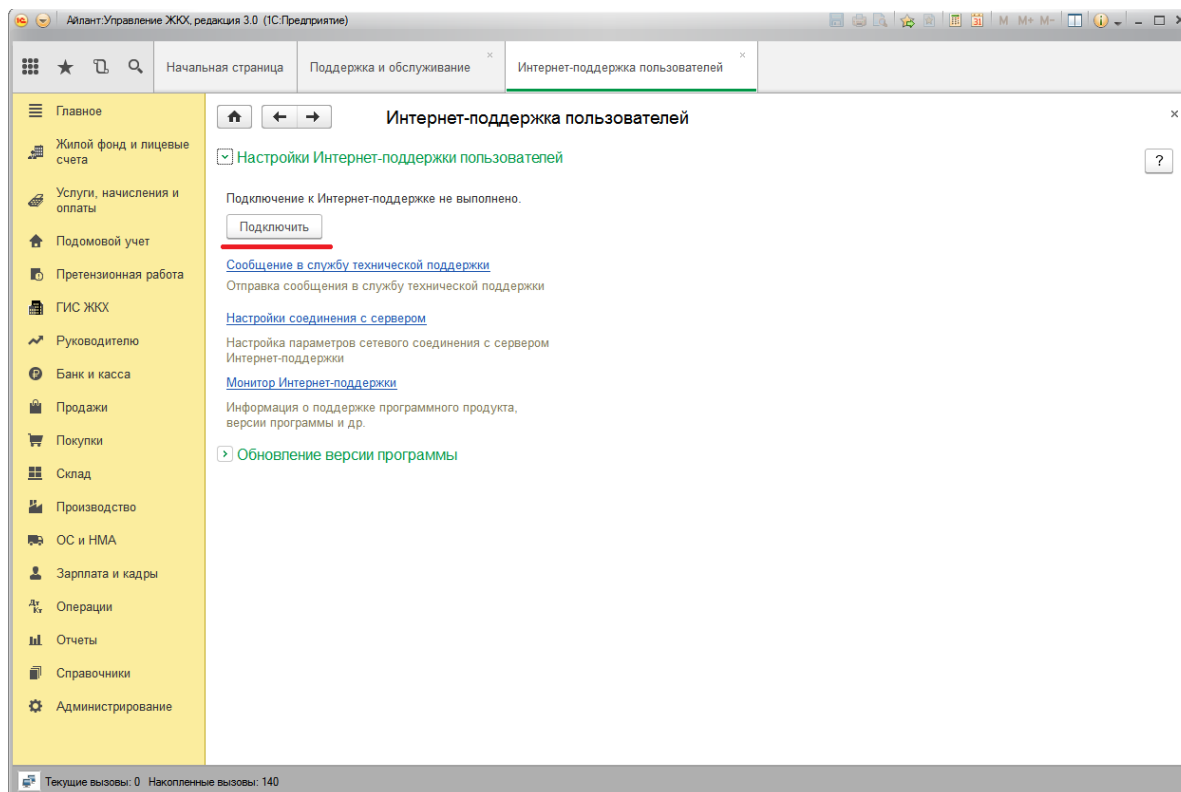 Айлант:Управление ЖКХ, редакция 3.0 (1С:Предприятие)
M M+ M-
Начальная страница
Поддержка и обслуживание
Интернет-поддержка пользователей
Главное
Жилой фонд и лицевые
счета
Услуги, начисления и
оплаты
Подомовой учет
Претензионная работа
ГИС ЖКХ
Руководителю
Банк и касса
Продажи
Покупки
Склад
Производство
ОС и НМА
Зарплата и кадры
Операции
Отчеты
Справочники
Администрирование
Интернет-поддержка пользователей
Настройки Интернет-поддержки пользователей
?
Подключение к Интернет-поддержке не выполнено.
Подключить
Сообщение в службу технической поддержки
Отправка сообщения в службу технической поддержки
Настройки соединения с сервером
Настройка параметров сетевого соединения с сервером
Интернет-поддержки
Монитор Интернет-поддержки
Информация о поддержке программного продукта,
версии программы и др.
Обновление версии программы
Текущие вызовы: 0 Накопленные вызовы: 140